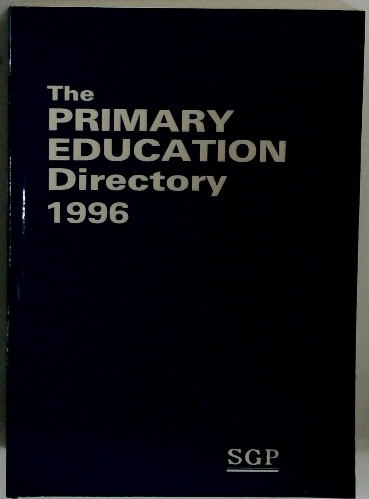 The
PRIMARY
EDUCATION
Directory
1996
SGP